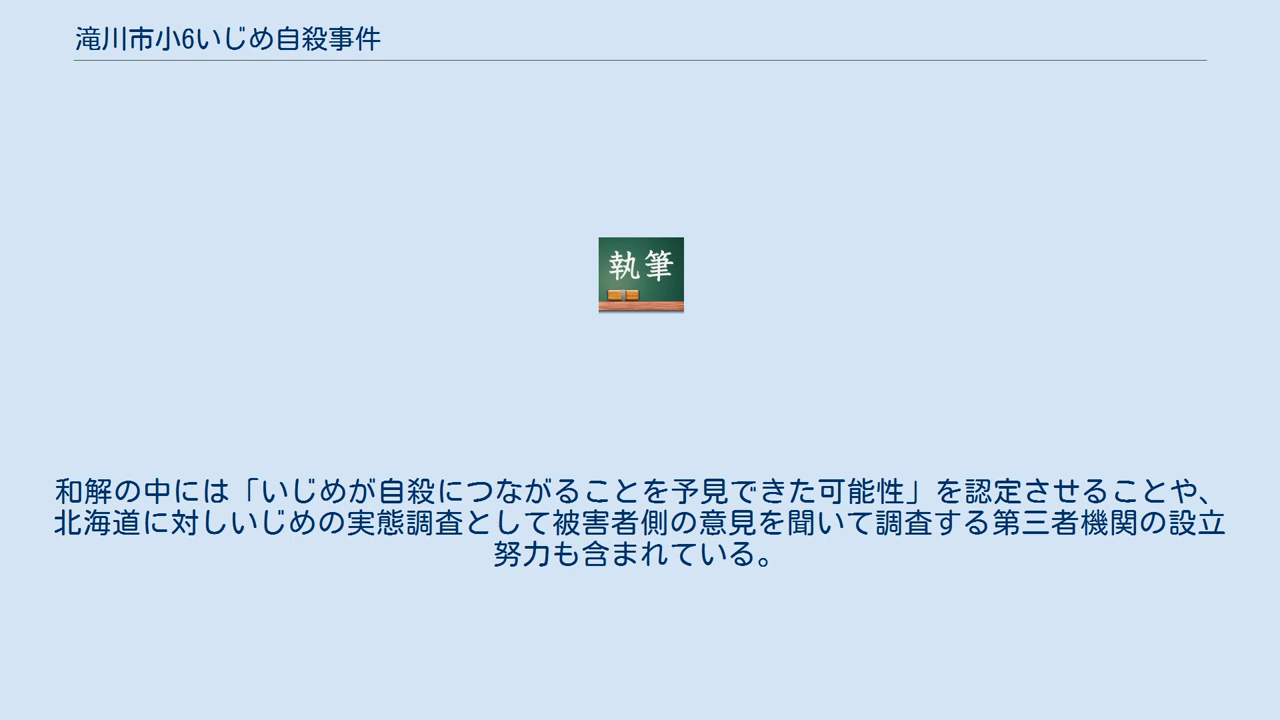 滝川市小6いじめ自殺事件
執筆
和解の中には「いじめが自殺につながることを予見できた可能性」を認定させることや、
北海道に対しいじめの実態調査として被害者側の意見を聞いて調査する第三者機関の設立
努力も含まれている。